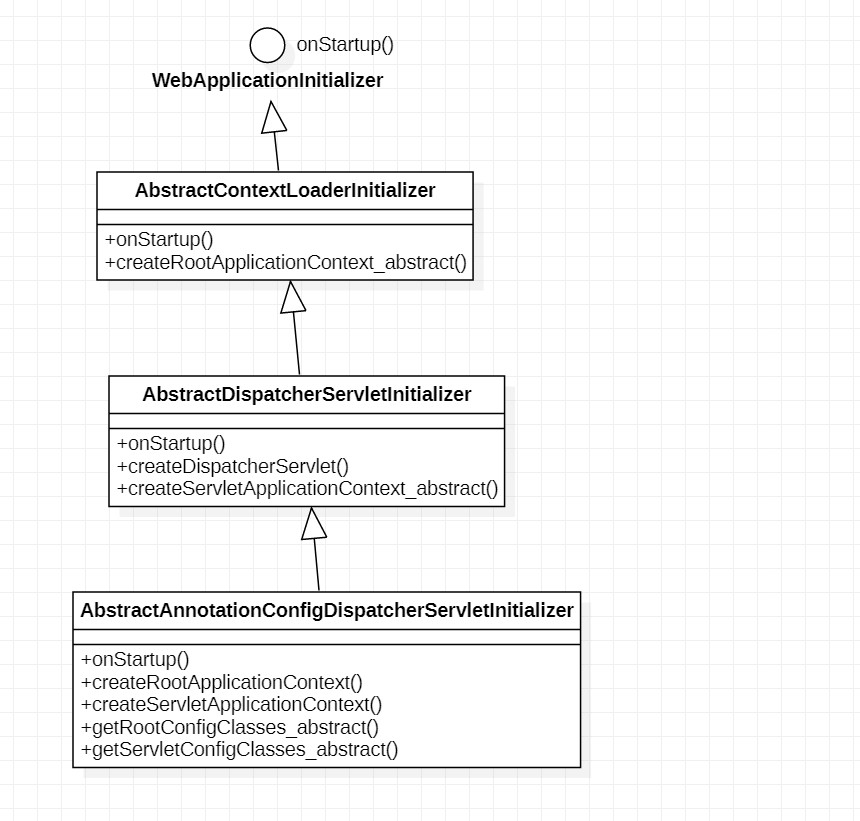 onStartup()
WebApplicationInitializer
AbstractContextLoaderInitializer
+onStartup()
+createRootApplicationContext_abstract()
AbstractDispatcherServletInitializer
+onStartup()
+createDispatcherServlet()
+createServletApplicationContext_abstract()
AbstractAnnotationConfigDispatcherServletInitializer
+onStartup()
+createRootApplicationContext()
+createServletApplicationContext()
+getRootConfigClasses_abstract()
+getServletConfigClasses_abstract()